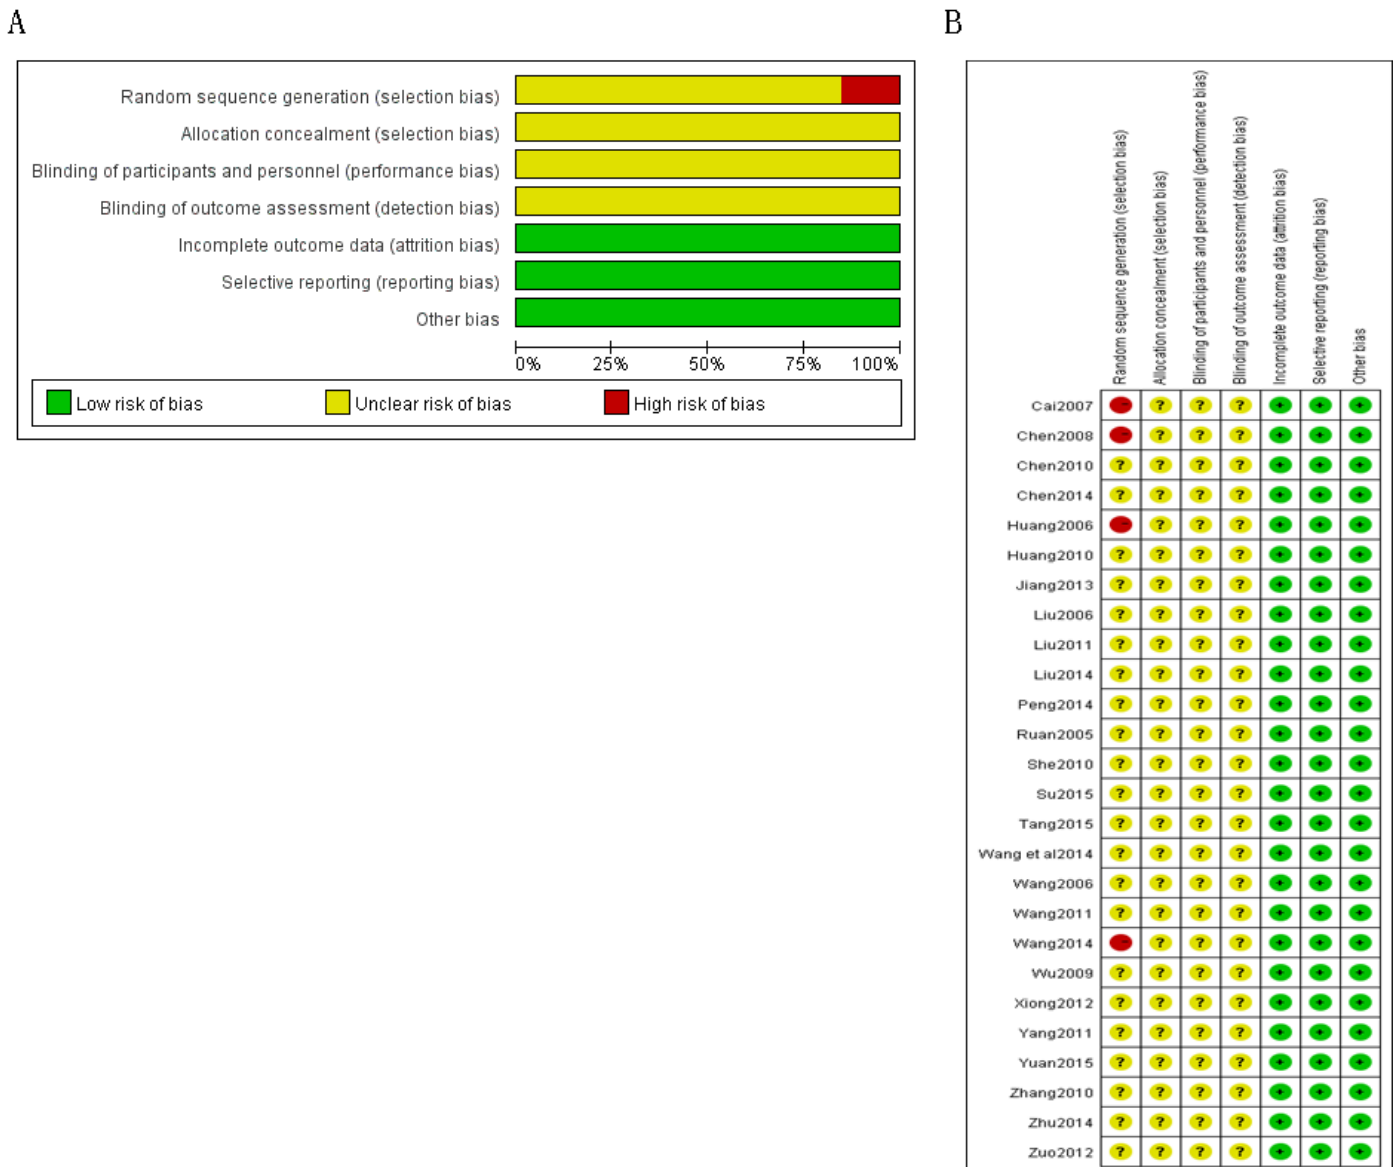 A
Random sequence generation (selection bias)
Allocation concealment (selection bias)
Blinding of participants and personnel (performance bias)
Blinding of outcome assessment (detection bias)
Incomplete outcome data (attrition bias)
Selective reporting (reporting bias)
Other bias
0% 25% 50% 75% 100%
Low risk of bias Unclear risk of bias High risk of bias
B
Random sequence generation (selection bias)
Allocation concealment (selection bias)
Blinding of participants and personnel (performance bias)
Blinding of outcome assessment (detection bias)
Incomplete outcome data (attrition bias)
Selective reporting (reporting bias)
Other bias
Cai2007 - ? ? ? + + +
Chen2008 - ? ? ? + + +
Chen2010 ? ? ? ? + + +
Chen2014 ? ? ? ? + + +
Huang2006 - ? ? ? + + +
Huang2010 ? ? ? ? + + +
Jiang2013 ? ? ? ? + + +
Liu2006 ? ? ? ? + + +
Liu2011 ? ? ? ? + + +
Liu2014 ? ? ? ? + + +
Peng2014 ? ? ? ? + + +
Ruan2005 ? ? ? ? + + +
She2010 ? ? ? ? + + +
Su2015 ? ? ? ? + + +
Tang2015 ? ? ? ? + + +
Wang et al2014 ? ? ? ? + + +
Wang2006 ? ? ? ? + + +
Wang2011 ? ? ? ? + + +
Wang2014 - ? ? ? + + +
Wu2009 ? ? ? ? + + +
Xiong2012 ? ? ? ? + + +
Yang2011 ? ? ? ? + + +
Yuan2015 ? ? ? ? + + +
Zhang2010 ? ? ? ? + + +
Zhu2014 ? ? ? ? + + +
Zuo2012 ? ? ? ? + + +